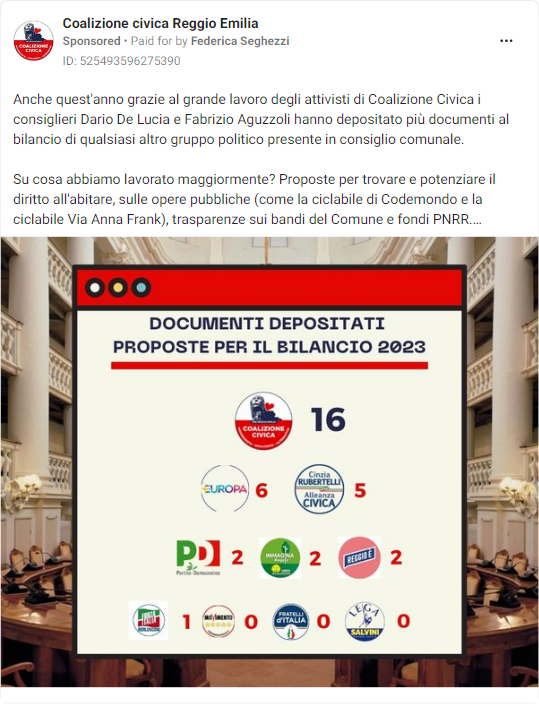 Coalizione civica Reggio Emilia
Sponsored • Paid for by Federica Seghezzi
ID: 525493596275390
Anche quest'anno grazie al grande lavoro degli attivisti di Coalizione Civica i
consiglieri Dario De Lucia e Fabrizio Aguzzoli hanno depositato più documenti al
bilancio di qualsiasi altro gruppo politico presente in consiglio comunale.
Su cosa abbiamo lavorato maggiormente? Proposte per trovare e potenziare il
diritto all'abitare, sulle opere pubbliche (come la ciclabile di Codemondo e la
ciclabile Via Anna Frank), trasparenze sui bandi del Comune e fondi PNRR....
DOCUMENTI DEPOSITATI
PROPOSTE PER IL BILANCIO 2023
COALIZIONE
CIVICA
16
EUROPA
6
Cinzia
RUBERTELLI
Alleanza
CIVICA
5
PD
Partito Democratico
2
IMMAGINA
2
REGGIO È
2
FORZA
ITALIA
BERLUSCONI
1
MOVIMENTO
0
FRATELLI
d'ITALIA
0
LEGA
SALVINI
0